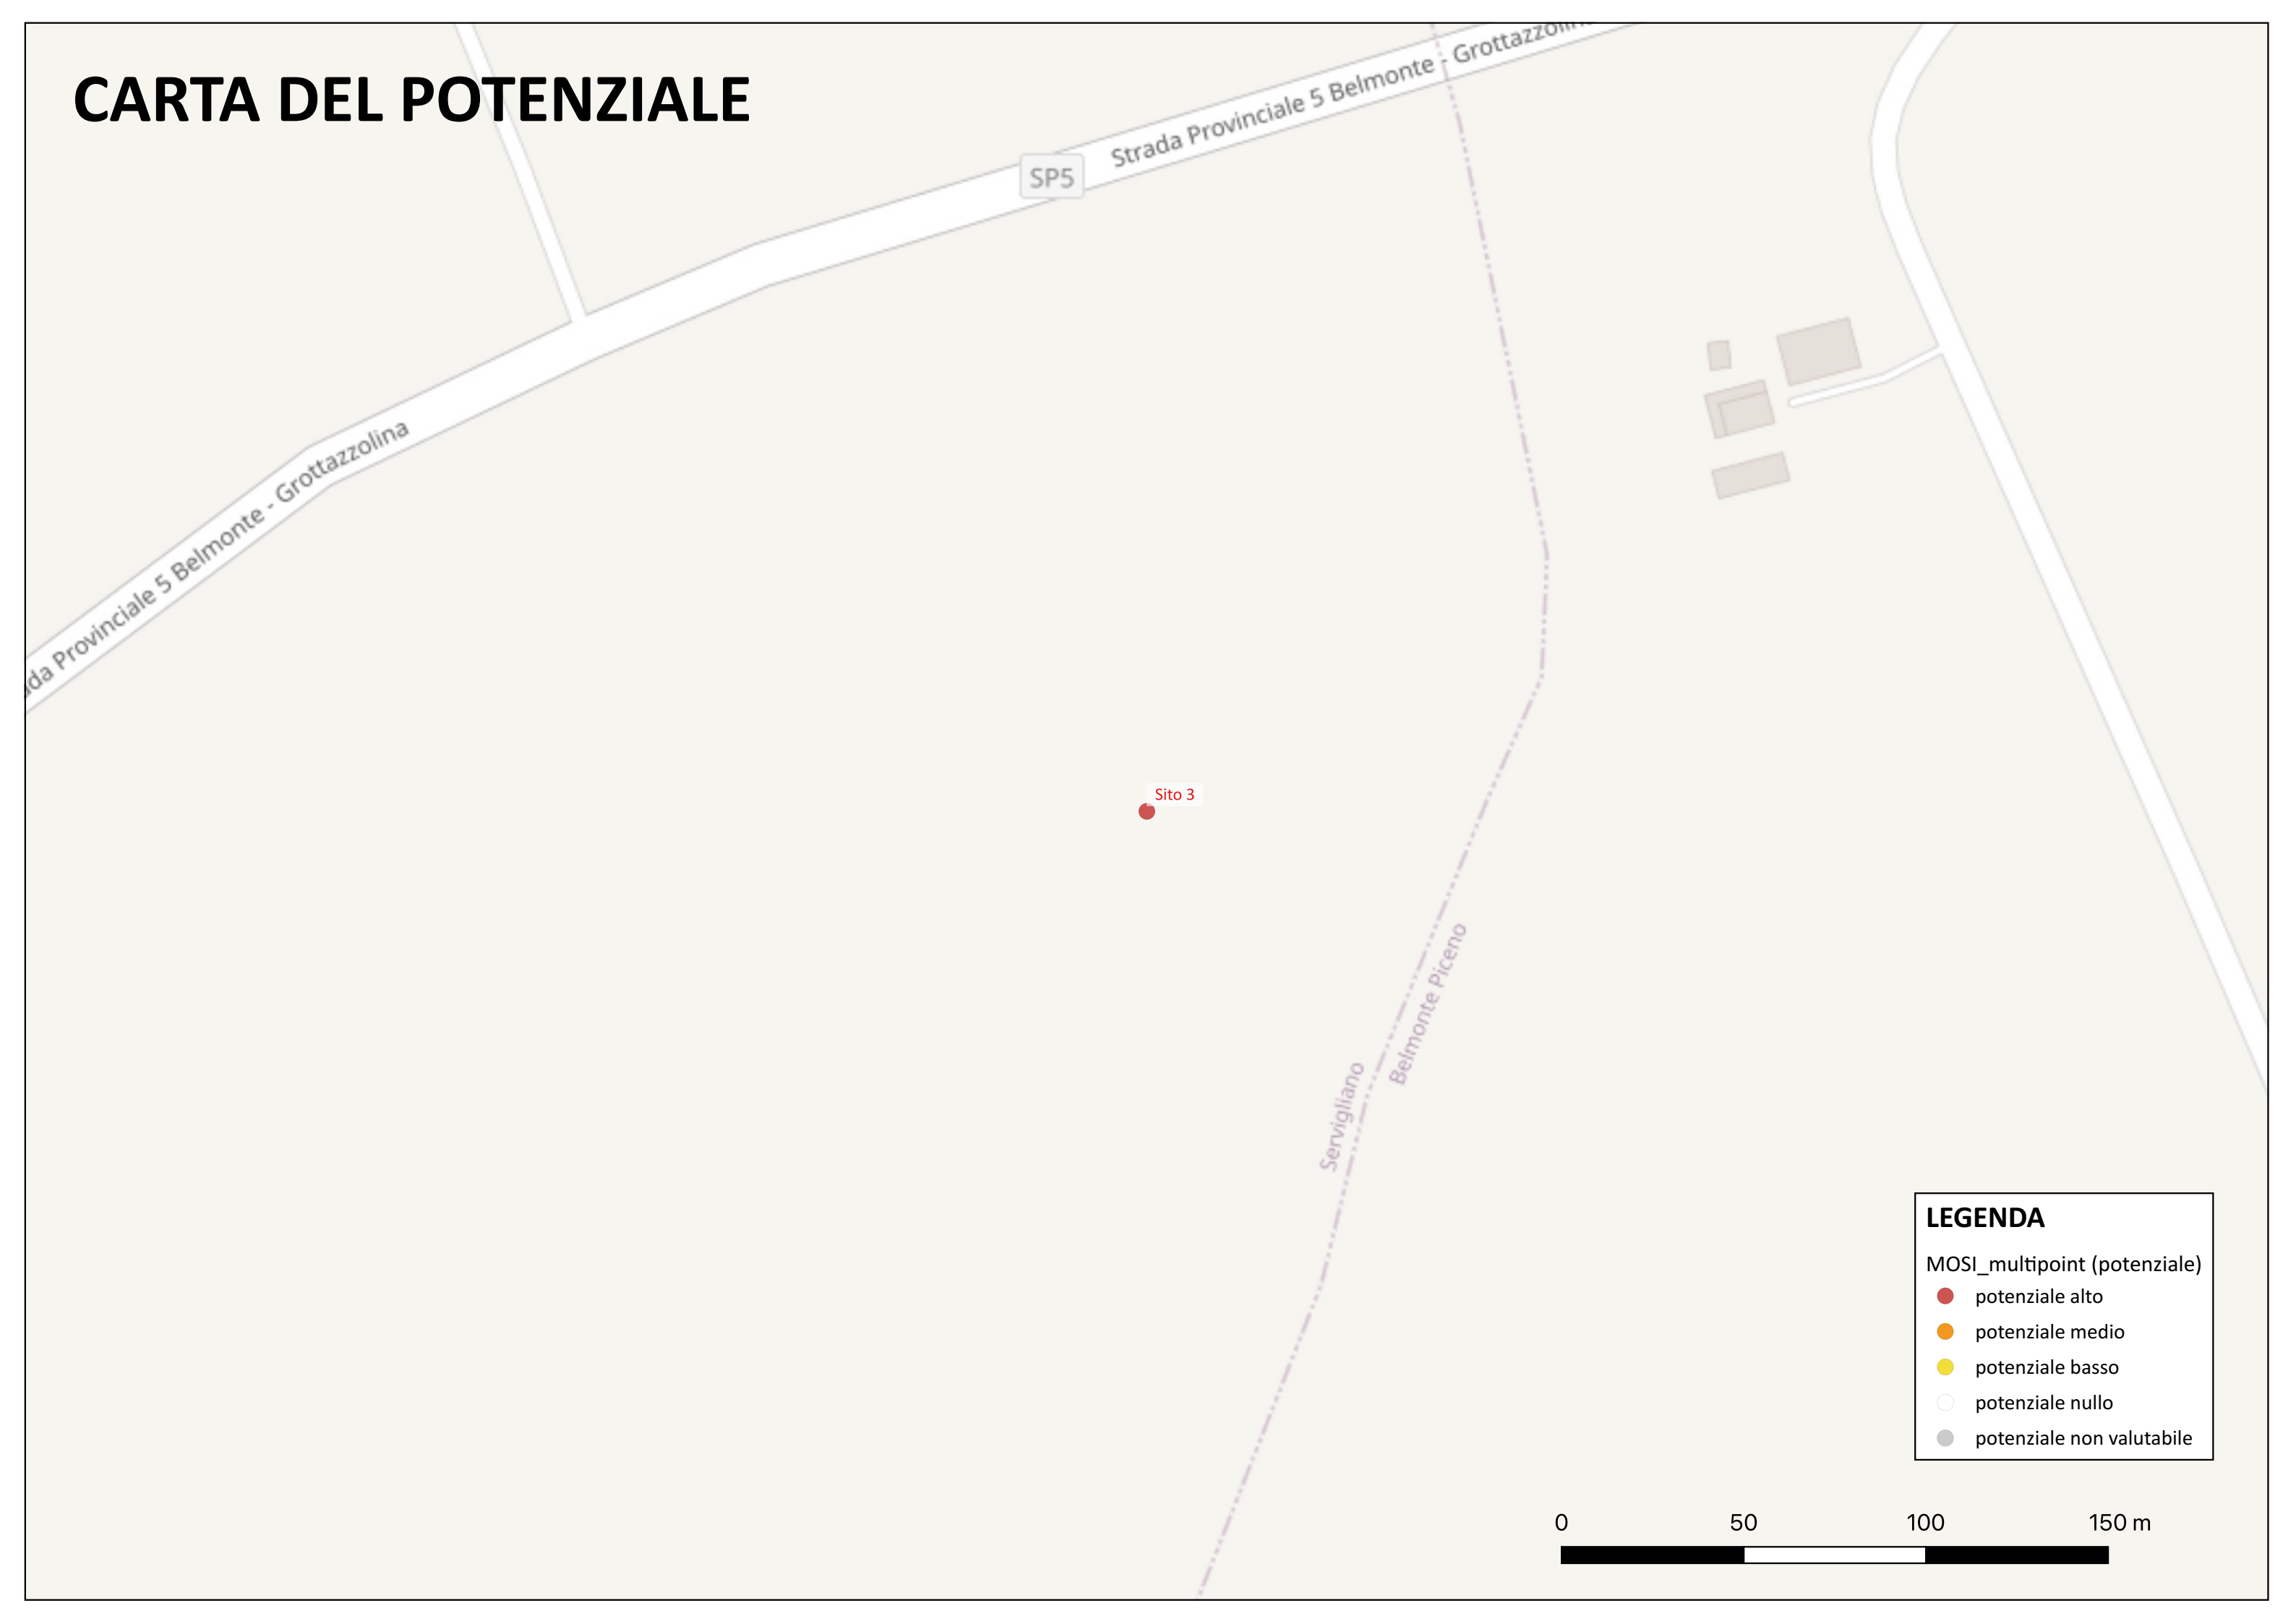 CARTA DEL POTENZIALE
Strada Provinciale 5 Belmonte - Grottazzolina
SP5
Provinciale 5 Belmonte - Grottazzolina
Sito 3
Belmonte Piceno
Servigliano
LEGENDA
MOSI_multipoint (potenziale)
potenziale alto
potenziale medio
potenziale basso
potenziale nullo
potenziale non valutabile
0 50 100 150 m